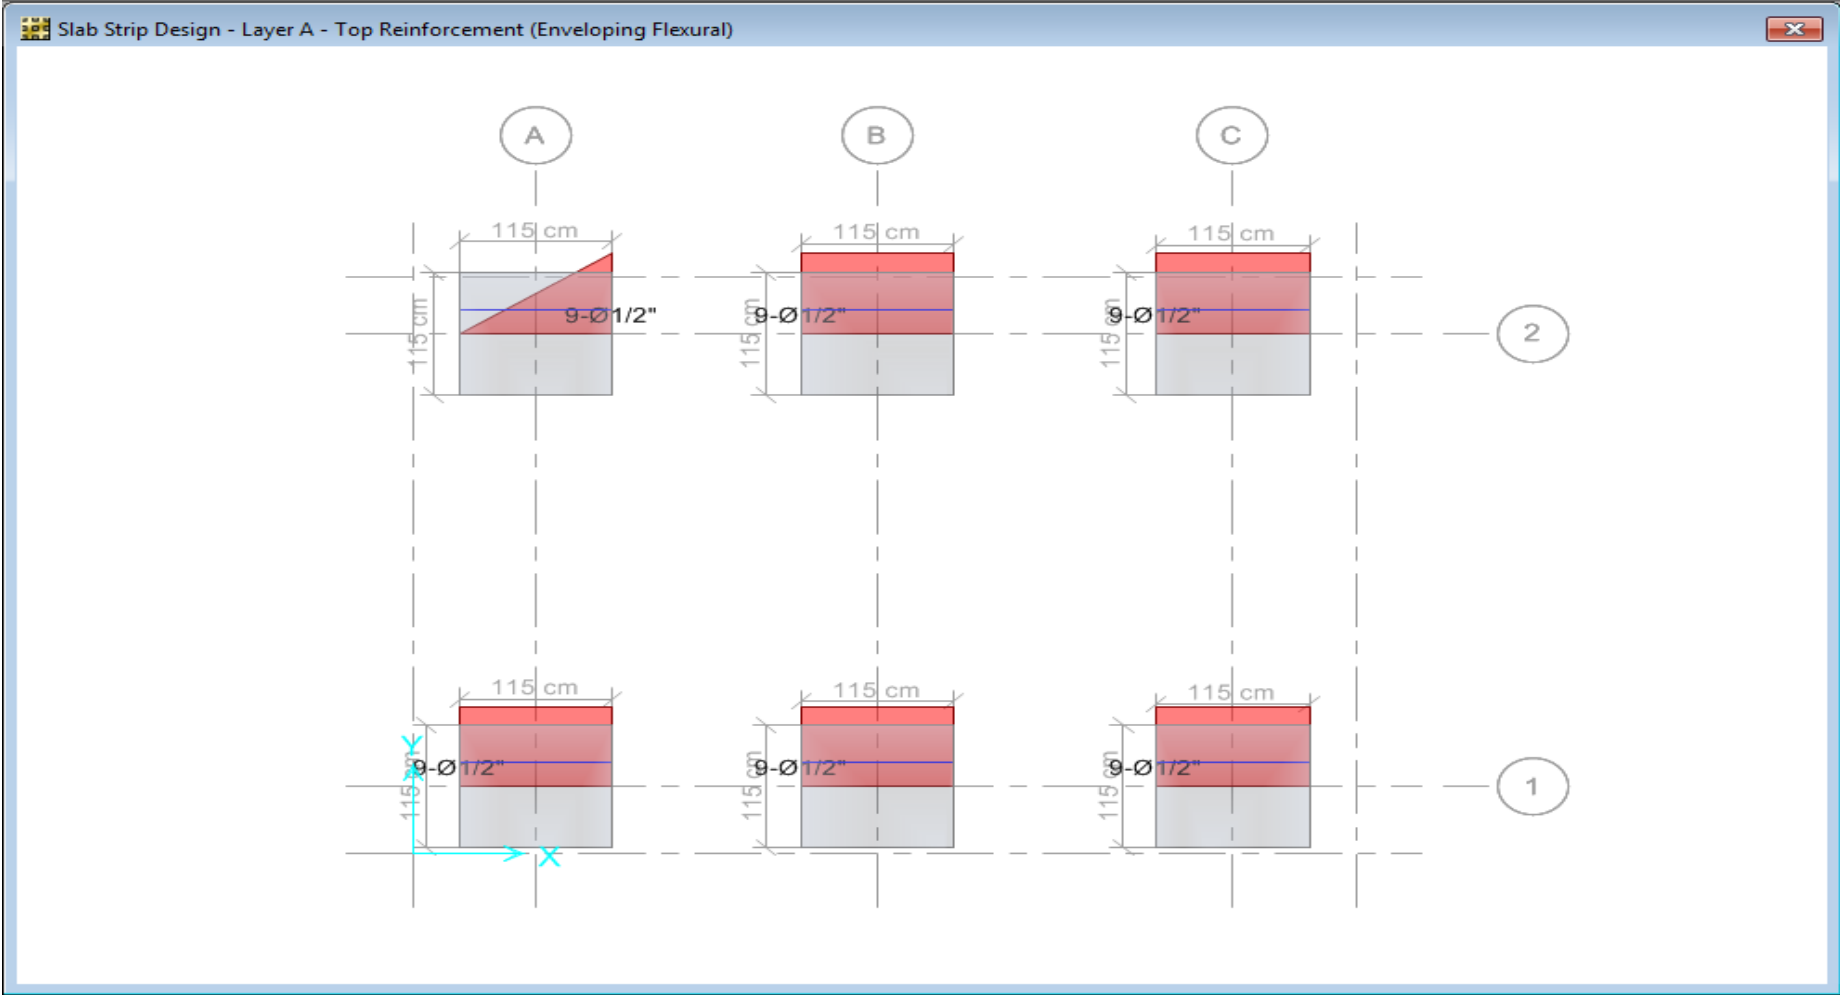 Slab Strip Design - Layer A - Top Reinforcement (Enveloping Flexural)
A B C
115 cm 115 cm 115 cm
115 cm 9-Ø1/2" 115 cm 9-Ø1/2" 115 cm 9-Ø1/2" 2
115 cm 115 cm 115 cm
115 cm 9-Ø1/2" 115 cm 9-Ø1/2" 115 cm 9-Ø1/2" 1
Y
X